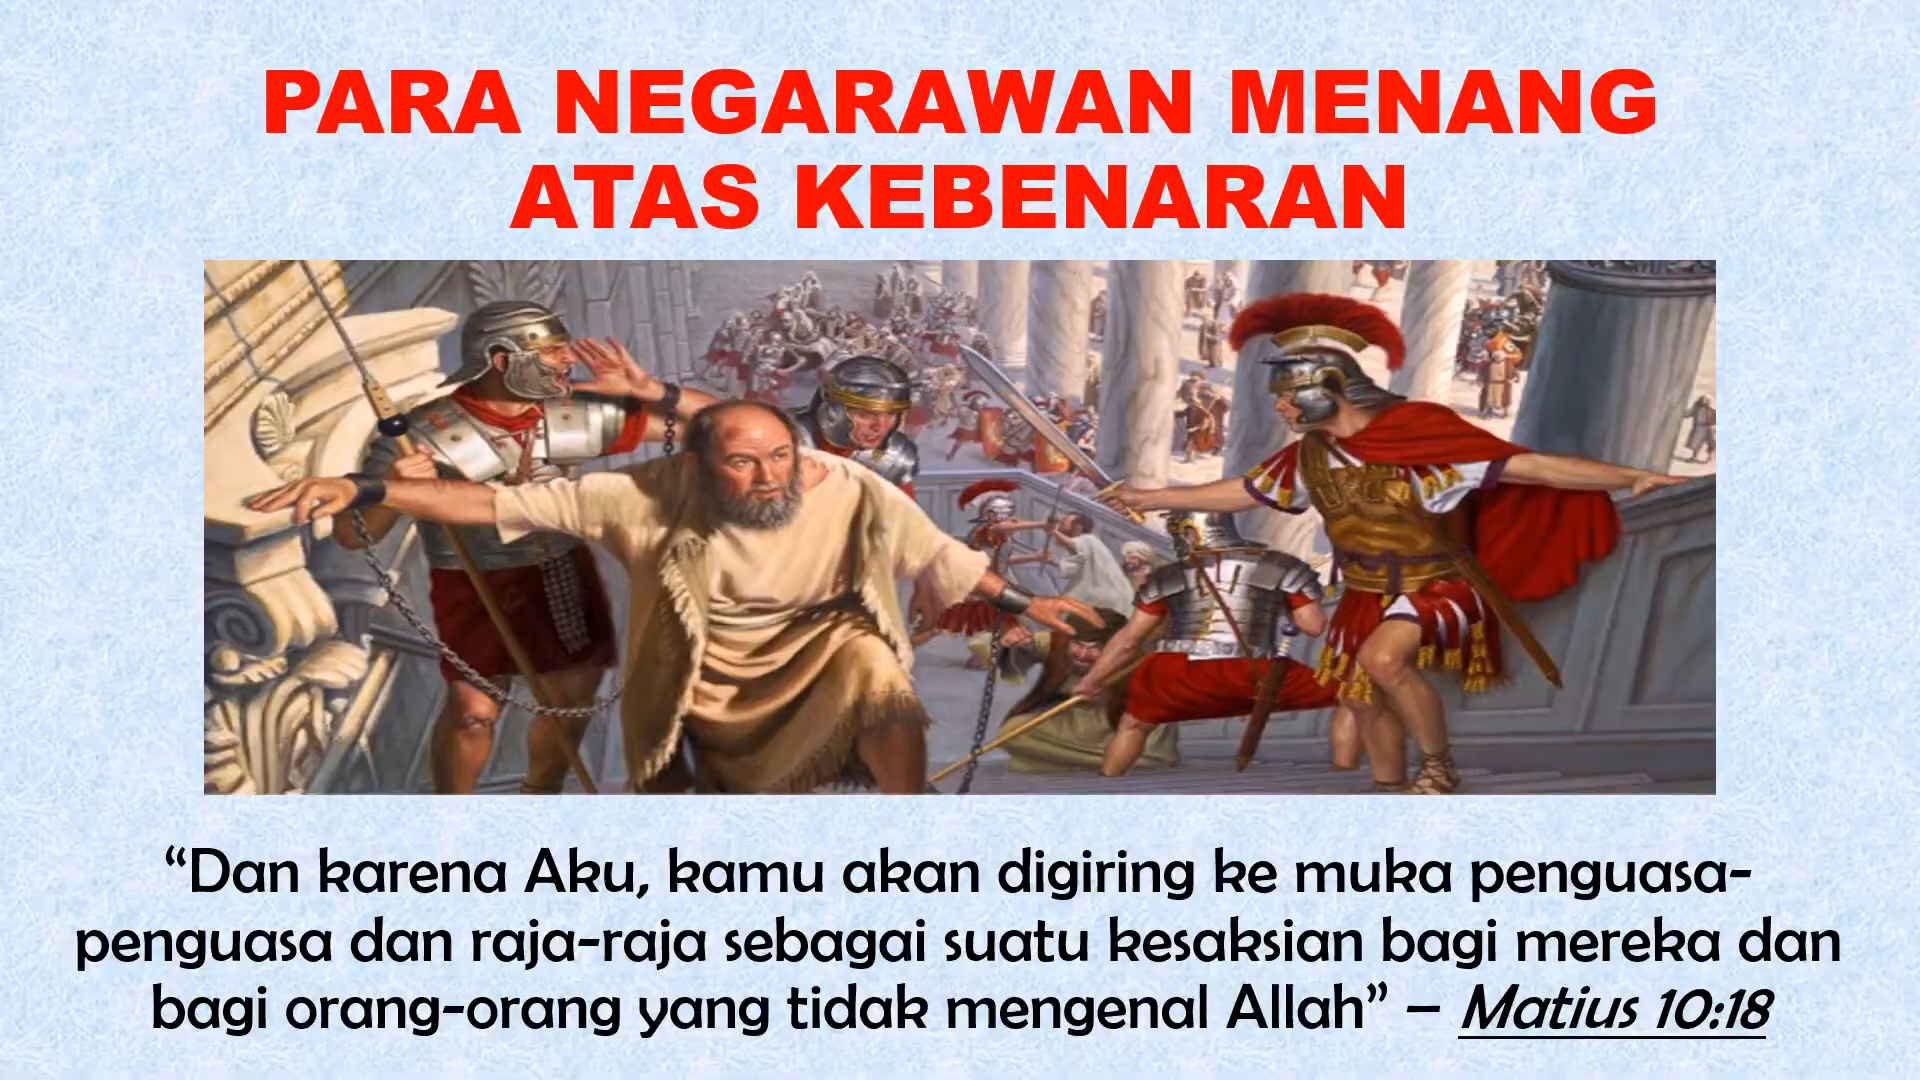 PARA NEGARAWAN MENANG
ATAS KEBENARAN
“Dan karena Aku, kamu akan digiring ke muka penguasa-
penguasa dan raja-raja sebagai suatu kesaksian bagi mereka dan
bagi orang-orang yang tidak mengenal Allah” – Matius 10:18